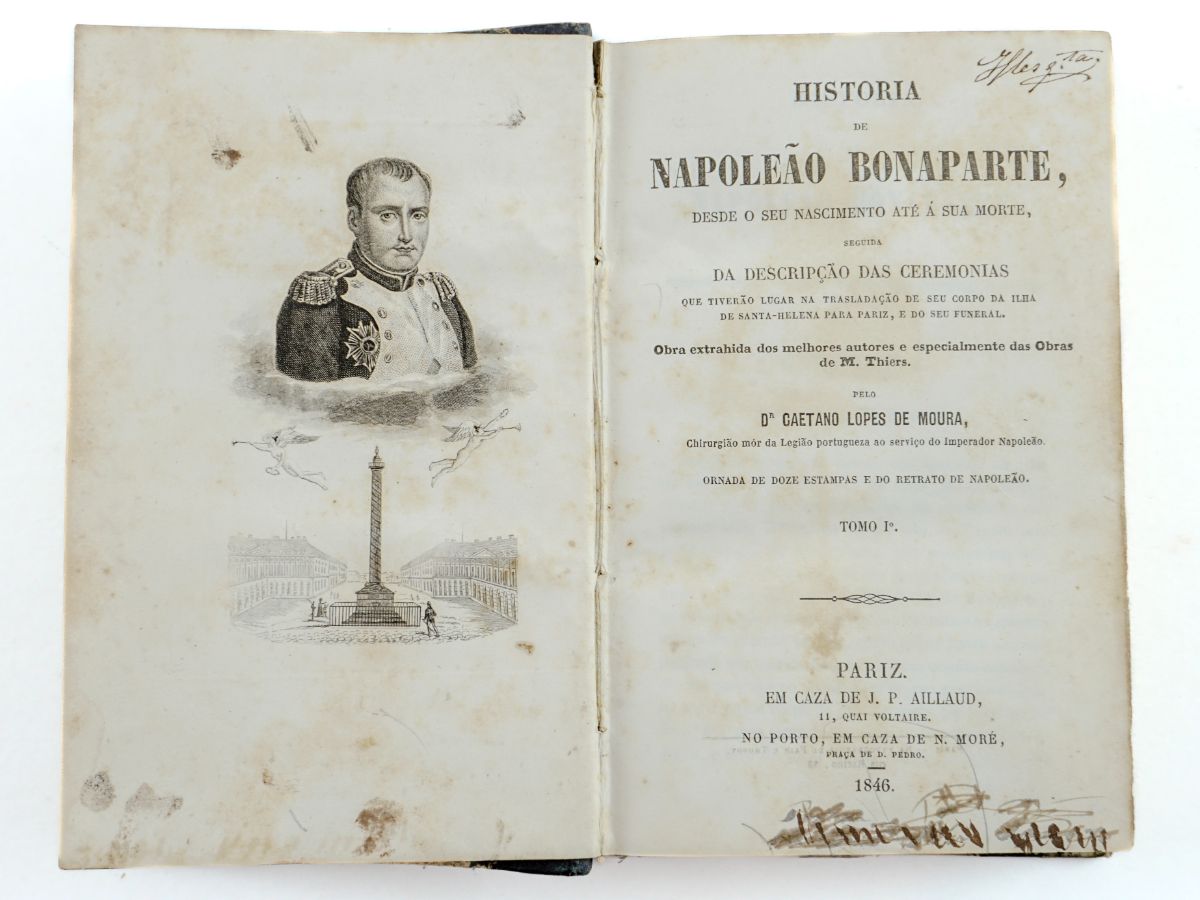 HISTORIA
DE
NAPOLEÃO BONAPARTE,
DESDE O SEU NASCIMENTO ATÉ Á SUA MORTE,
SEGUIDA
DA DESCRIPÇÃO DAS CEREMONIAS
QUE TIVERÃO LUGAR NA TRASLADAÇÃO DE SEU CORPO DA ILHA
DE SANTA-HELENA PARA PARIZ, E DO SEU FUNERAL.
Obra extrahida dos melhores autores e especialmente das Obras
de M. Thiers.
PELO
Dr CAETANO LOPES DE MOURA,
Chirurgião mór da Legião portugueza ao serviço do Imperador Napoleão.
ORNADA DE DOZE ESTAMPAS E DO RETRATO DE NAPOLEÃO.
TOMO Iº.
PARIZ.
EM CAZA DE J. P. AILLAUD,
11, QUAI VOLTAIRE.
NO PORTO, EM CAZA DE N. MORÉ,
PRAÇA DE D. PEDRO.
1846.